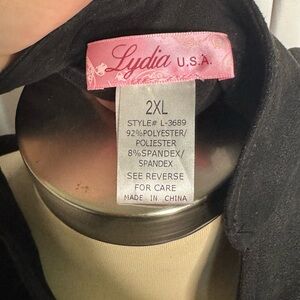 Lydia U.S.A.
2XL
STYLE# L-3689
92%POLYESTER/
POLIESTER
8%SPANDEX/
SPANDEX
SEE REVERSE
FOR CARE
MADE IN .CHINA